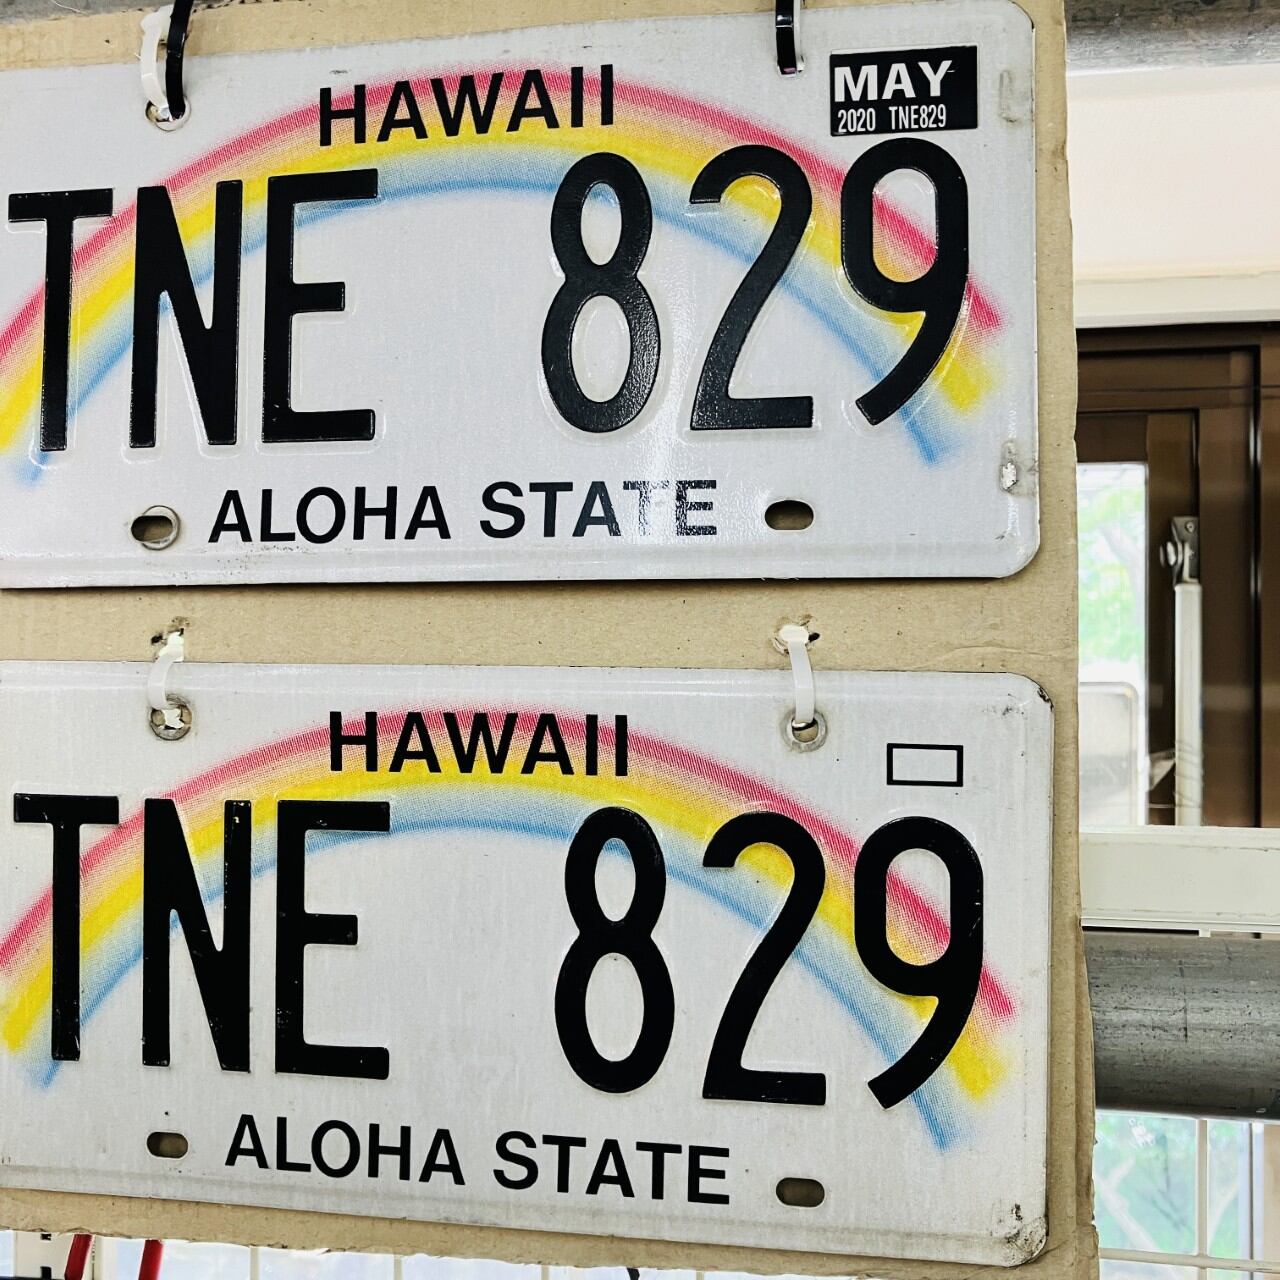 HAWAII
MAY
2020 TNE829
TNE 829
ALOHA STATE
HAWAII
TNE 829
ALOHA STATE